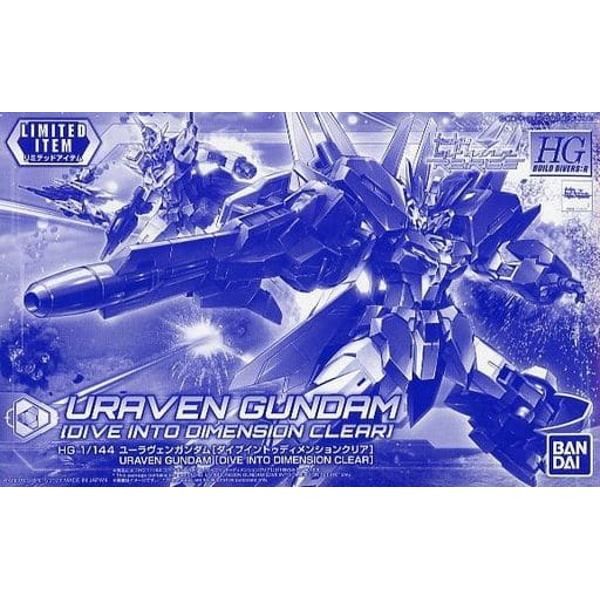 LIMITED
ITEM
リミテッドアイテム
HG
BUILD DIVERS:R
URAVEN GUNDAM
[DIVE INTO DIMENSION CLEAR]
HG 1/144 ユーラヴェンガンダム [ダイブイントゥディメンションクリア]
URAVEN GUNDAM [DIVE INTO DIMENSION CLEAR]
BAN
DAI
MADE IN JAPAN